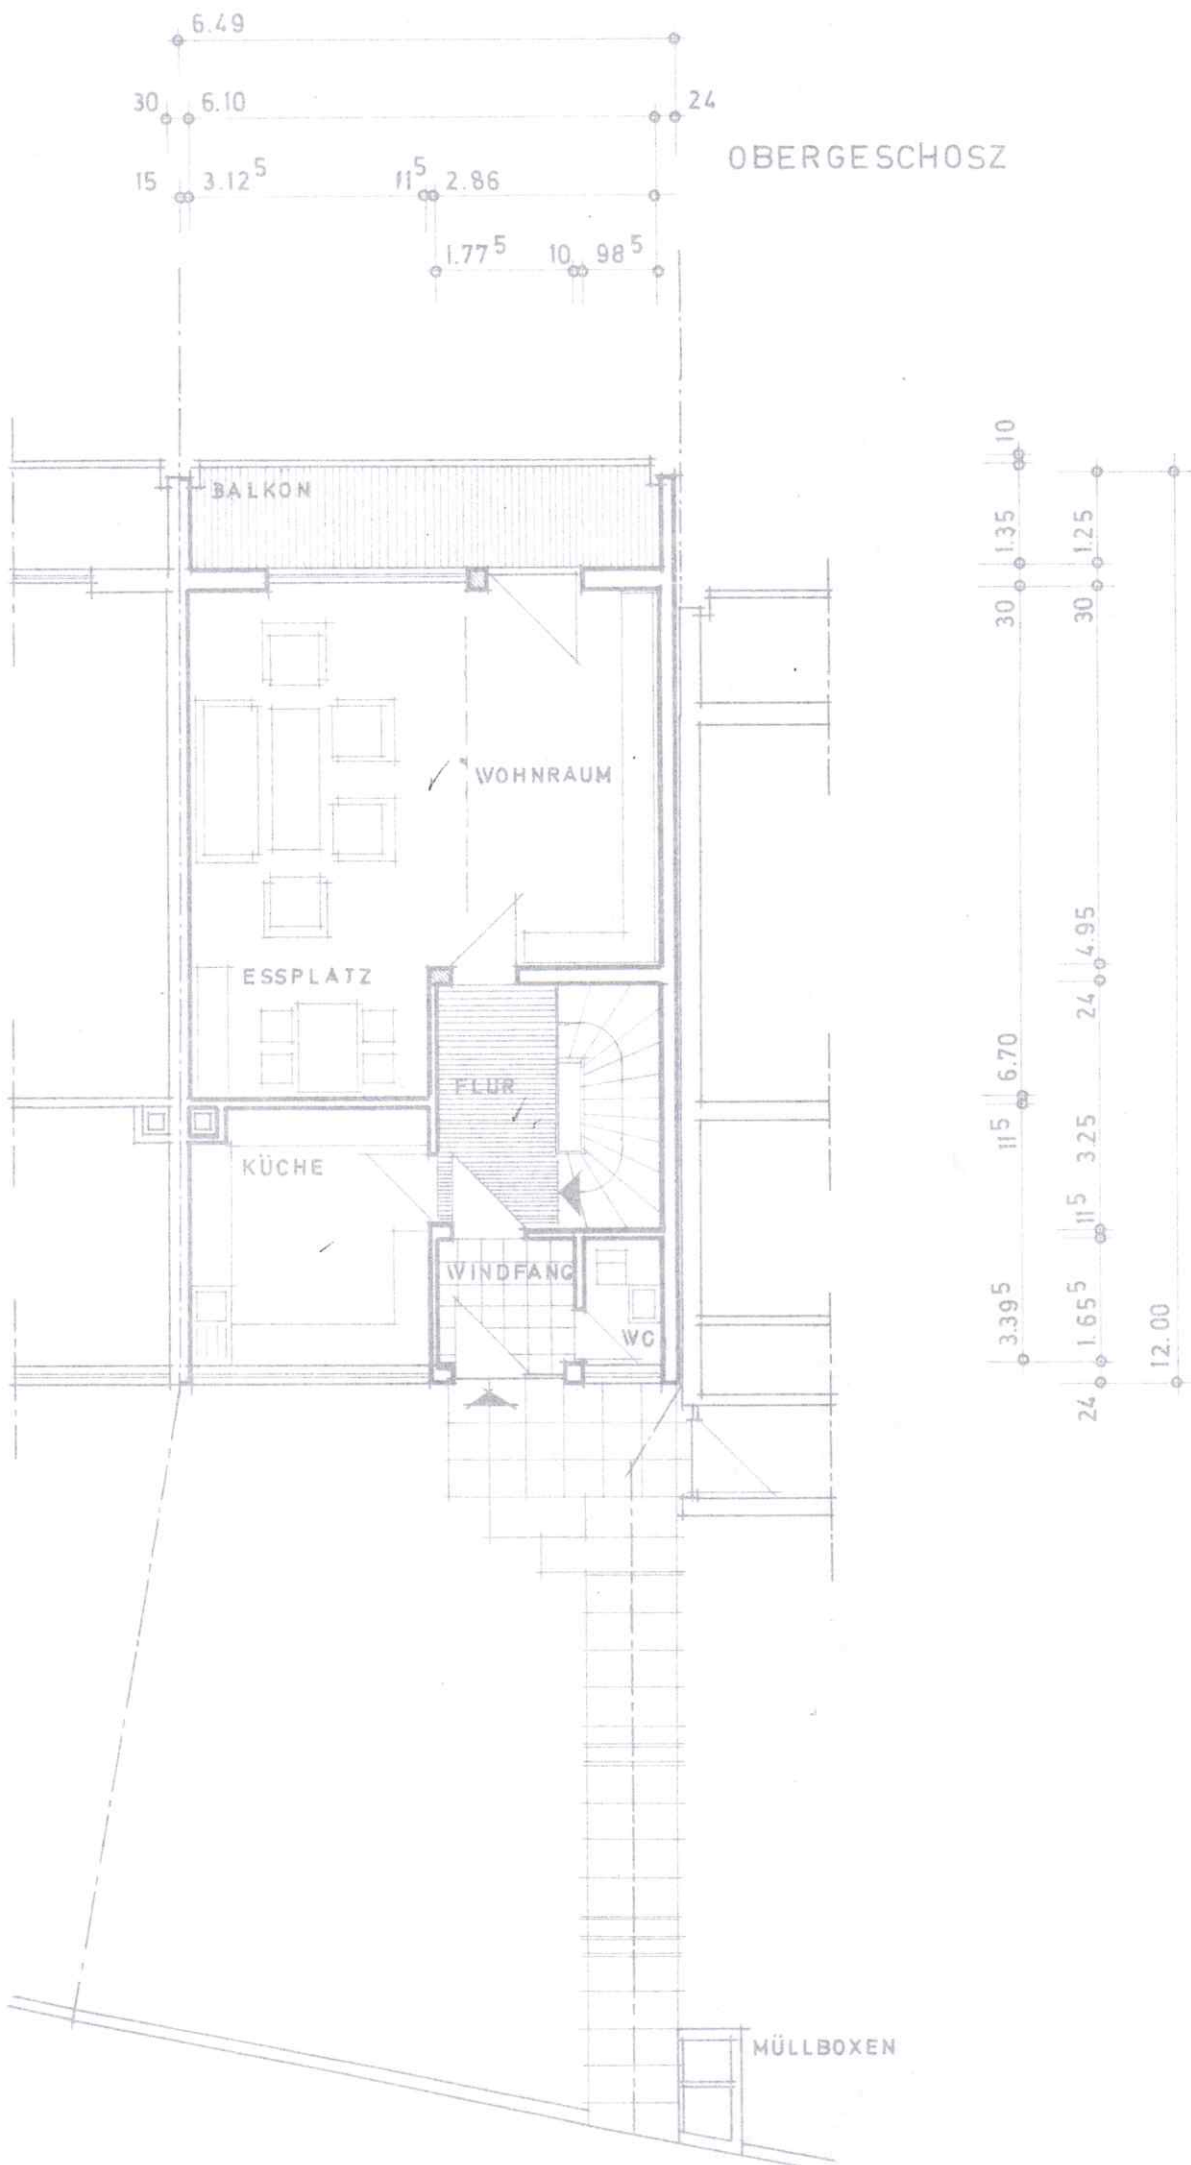 6.49
30 6.10 24
OBERGESCHOSZ
15 3.12⁵ 11⁵ 2.86
1.77⁵ 10 98⁵
BALKON
WOHNRAUM
ESSPLATZ
FLUR
KÜCHE
WINDFANG
WC
MÜLLBOXEN
10
1.35
30
6.70
11⁵
3.39⁵
1.25
30
4.95
24
3.25
11⁵
1.65⁵
24
12.00